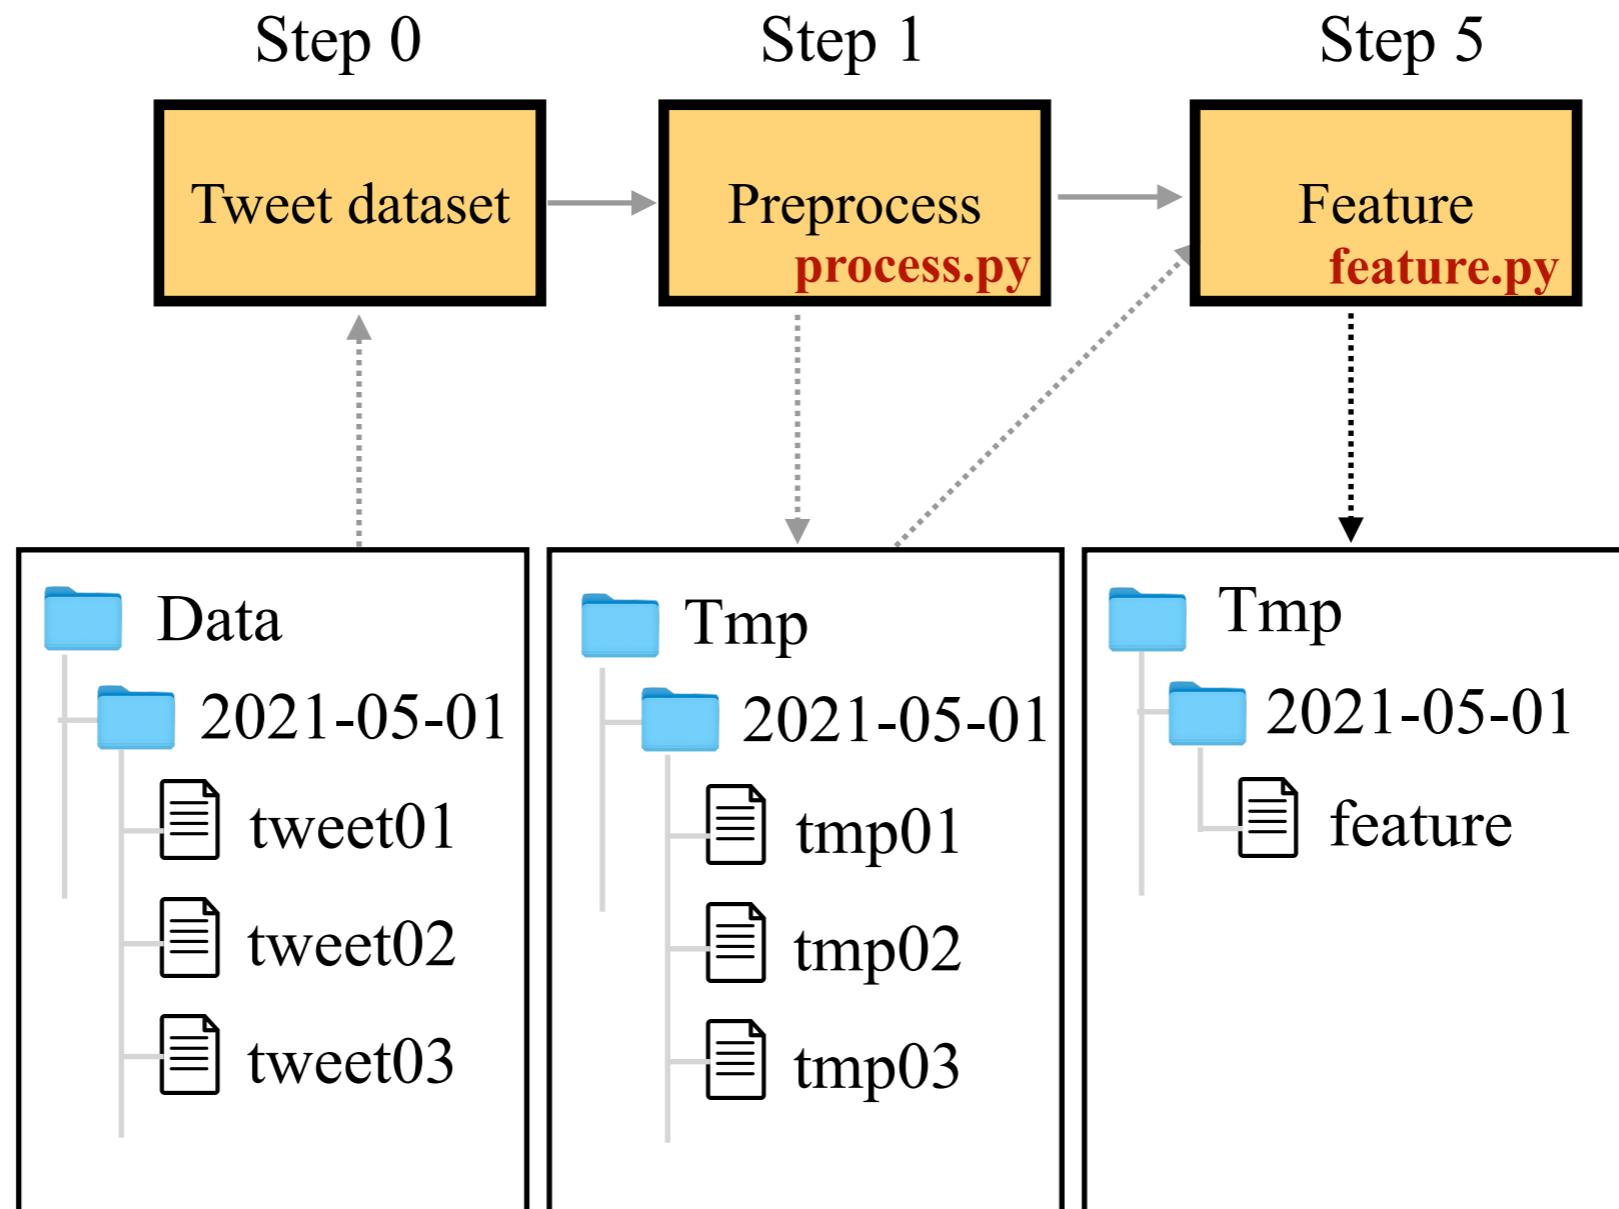 Step 0
Step 1
Step 5
Tweet dataset
Preprocess
process.py
Feature
feature.py
Data
2021-05-01
tweet01
tweet02
tweet03
Tmp
2021-05-01
tmp01
tmp02
tmp03
Tmp
2021-05-01
feature